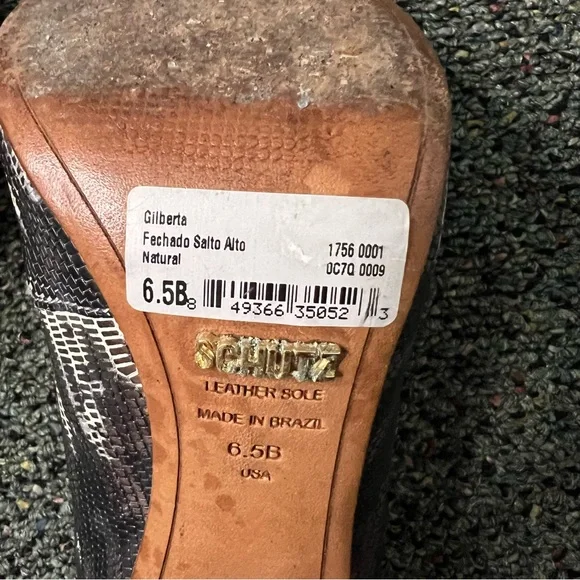 Gilberta
Fechado Salto Alto
Natural
1756 0001
0C7Q 0009
6.5B
8 49366 35052 3
SCHUTZ
LEATHER SOLE
MADE IN BRAZIL
6.5B
USA